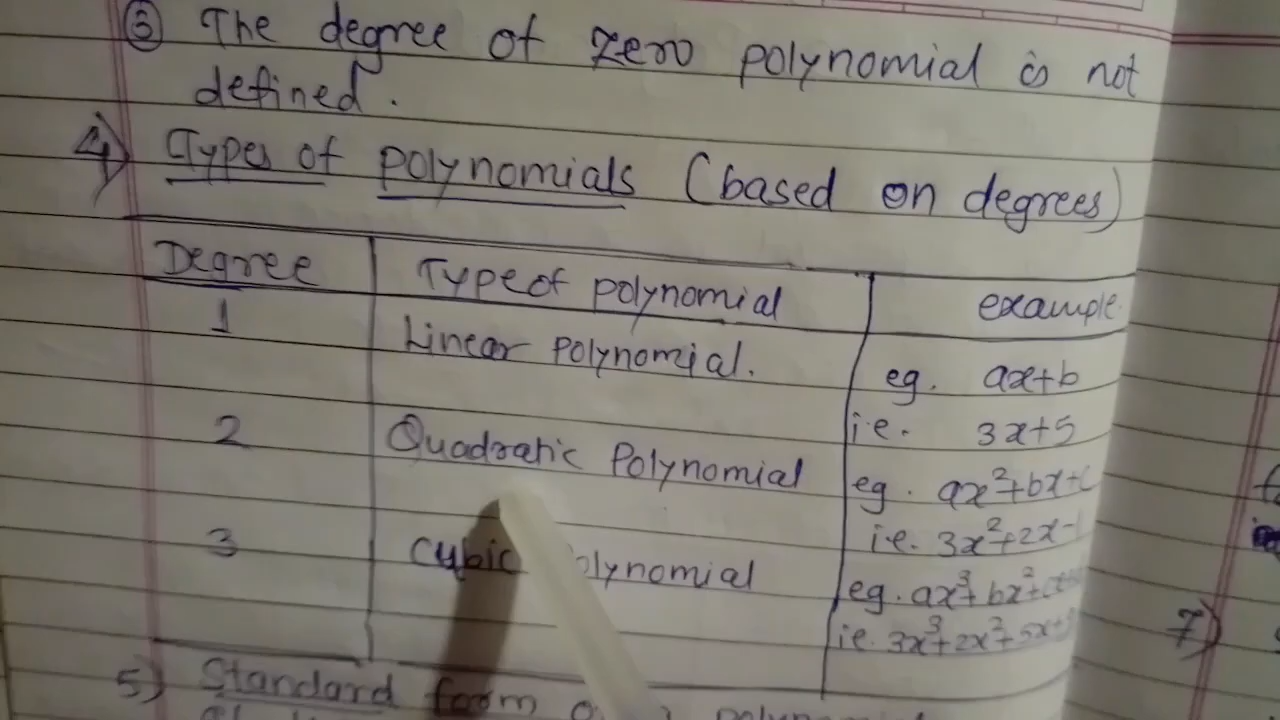 ③ The degree of zero polynomial is not
defined.
4) Types of polynomials (based on degrees)
Degree Type of polynomial example.
1 Linear polynomial. eg. ax+b
i.e. 3x+5
2 Quadratic Polynomial eg. ax²+bx+c
i.e. 3x²+2x-1
3 Cubic eg. ax³+bx²+
i.e. 3x³+2x²+5x+
5) Standard form
7)